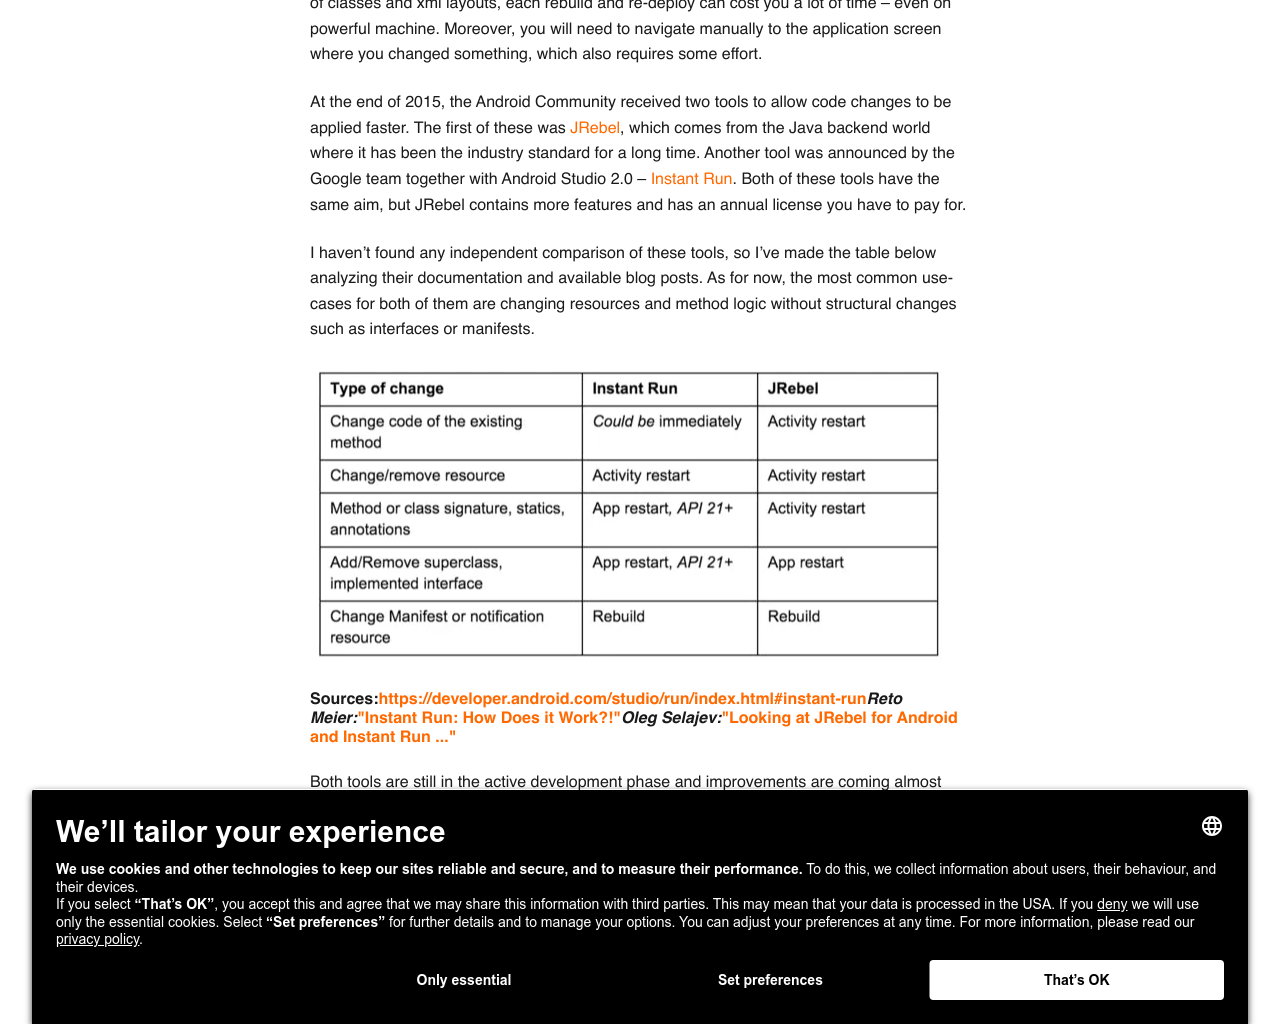 of classes and xml layouts, each rebuild and re-deploy can cost you a lot of time – even on
powerful machine. Moreover, you will need to navigate manually to the application screen
where you changed something, which also requires some effort.
At the end of 2015, the Android Community received two tools to allow code changes to be
applied faster. The first of these was JRebel, which comes from the Java backend world
where it has been the industry standard for a long time. Another tool was announced by the
Google team together with Android Studio 2.0 – Instant Run. Both of these tools have the
same aim, but JRebel contains more features and has an annual license you have to pay for.
I haven’t found any independent comparison of these tools, so I’ve made the table below
analyzing their documentation and available blog posts. As for now, the most common use-
cases for both of them are changing resources and method logic without structural changes
such as interfaces or manifests.
Type of change Instant Run JRebel
Change code of the existing Could be immediately Activity restart
method
Change/remove resource Activity restart Activity restart
Method or class signature, statics, App restart, API 21+ Activity restart
annotations
Add/Remove superclass, App restart, API 21+ App restart
implemented interface
Change Manifest or notification Rebuild Rebuild
resource
Sources:https://developer.android.com/studio/run/index.html#instant-runReto
Meier:"Instant Run: How Does it Work?!"Oleg Selajev:"Looking at JRebel for Android
and Instant Run ..."
Both tools are still in the active development phase and improvements are coming almost
We’ll tailor your experience
We use cookies and other technologies to keep our sites reliable and secure, and to measure their performance. To do this, we collect information about users, their behaviour, and
their devices.
If you select “That’s OK”, you accept this and agree that we may share this information with third parties. This may mean that your data is processed in the USA. If you deny we will use
only the essential cookies. Select “Set preferences” for further details and to manage your options. You can adjust your preferences at any time. For more information, please read our
privacy policy.
Only essential Set preferences That’s OK